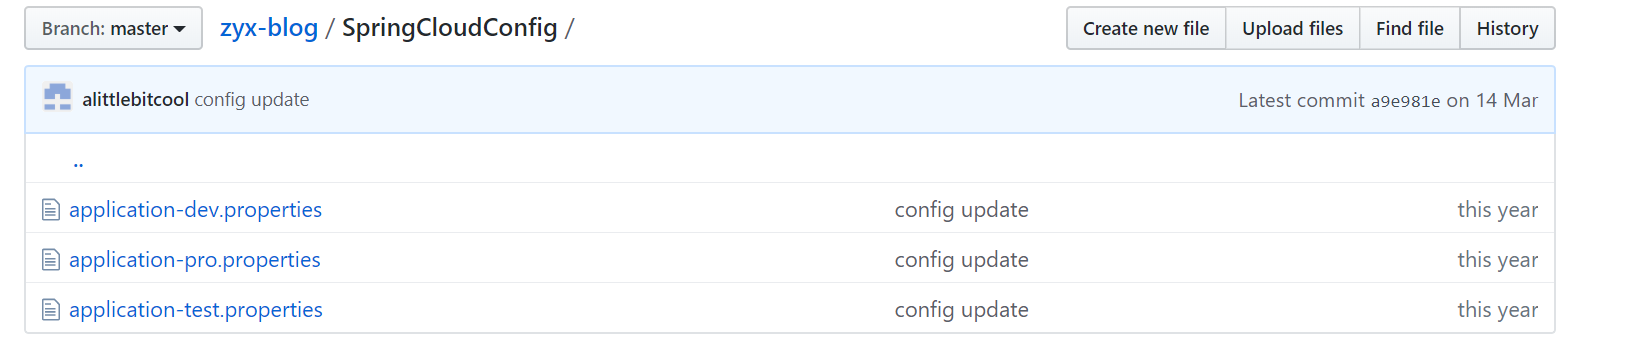 Branch: master zyx-blog / SpringCloudConfig / Create new file Upload files Find file History
alittlebitcool config update Latest commit a9e981e on 14 Mar
..
application-dev.properties config update this year
application-pro.properties config update this year
application-test.properties config update this year